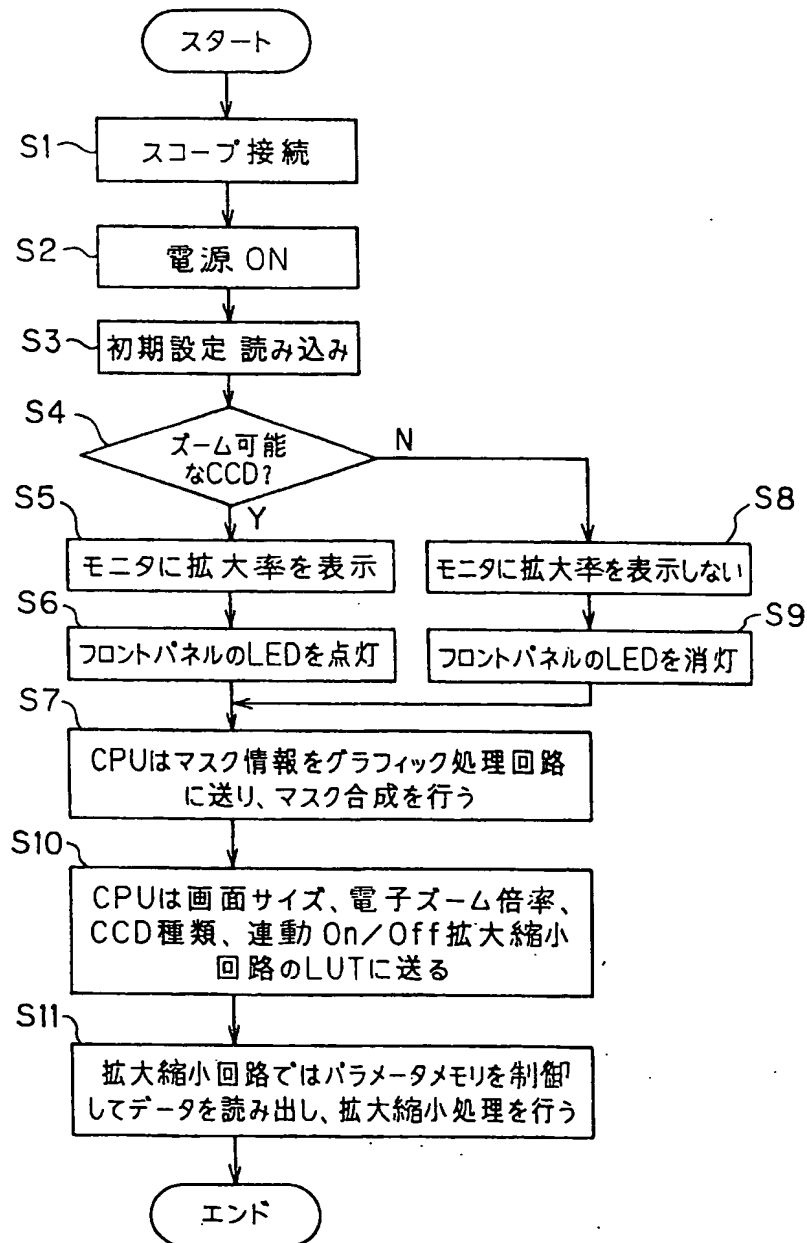 スタート
S1
スコープ接続
S2
電源 ON
S3
初期設定 読み込み
S4
ズーム可能
なCCD?
N
Y
S5
モニタに拡大率を表示
S8
モニタに拡大率を表示しない
S6
フロントパネルのLEDを点灯
S9
フロントパネルのLEDを消灯
S7
CPUはマスク情報をグラフィック処理回路
に送り、マスク合成を行う
S10
CPUは画面サイズ、電子ズーム倍率、
CCD種類、連動 On/Off拡大縮小
回路のLUTに送る
S11
拡大縮小回路ではパラメータメモリを制御
してデータを読み出し、拡大縮小処理を行う
エンド